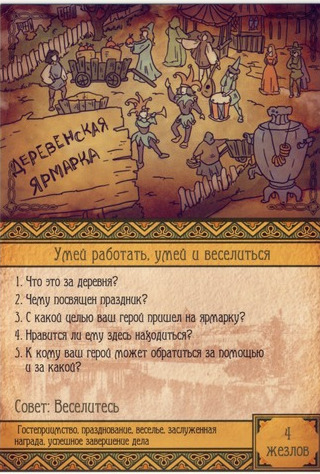 ДЕРЕВЕНСКАЯ
ЯРМАРКА
Умей работать, умей и веселиться
1. Что это за деревня?
2. Чему посвящен праздник?
3. С какой целью ваш герой пришел на ярмарку?
4. Нравится ли ему здесь находиться?
5. К кому ваш герой может обратиться за помощью
и за какой?
Совет: Веселитесь
Гостеприимство, празднование, веселье, заслуженная
награда, успешное завершение дела
4
жезлов